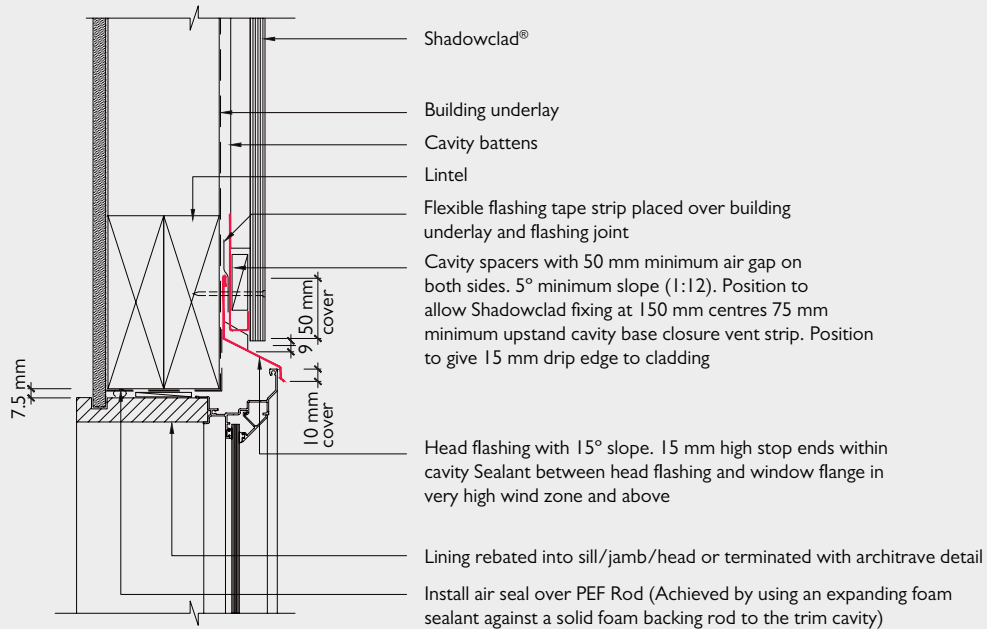 Shadowclad®
Building underlay
Cavity battens
Lintel
Flexible flashing tape strip placed over building
underlay and flashing joint
Cavity spacers with 50 mm minimum air gap on
both sides. 5º minimum slope (1:12). Position to
allow Shadowclad fixing at 150 mm centres 75 mm
minimum upstand cavity base closure vent strip. Position
to give 15 mm drip edge to cladding
50 mm
cover
9
7.5 mm
10 mm
cover
Head flashing with 15º slope. 15 mm high stop ends within
cavity Sealant between head flashing and window flange in
very high wind zone and above
Lining rebated into sill/jamb/head or terminated with architrave detail
Install air seal over PEF Rod (Achieved by using an expanding foam
sealant against a solid foam backing rod to the trim cavity)